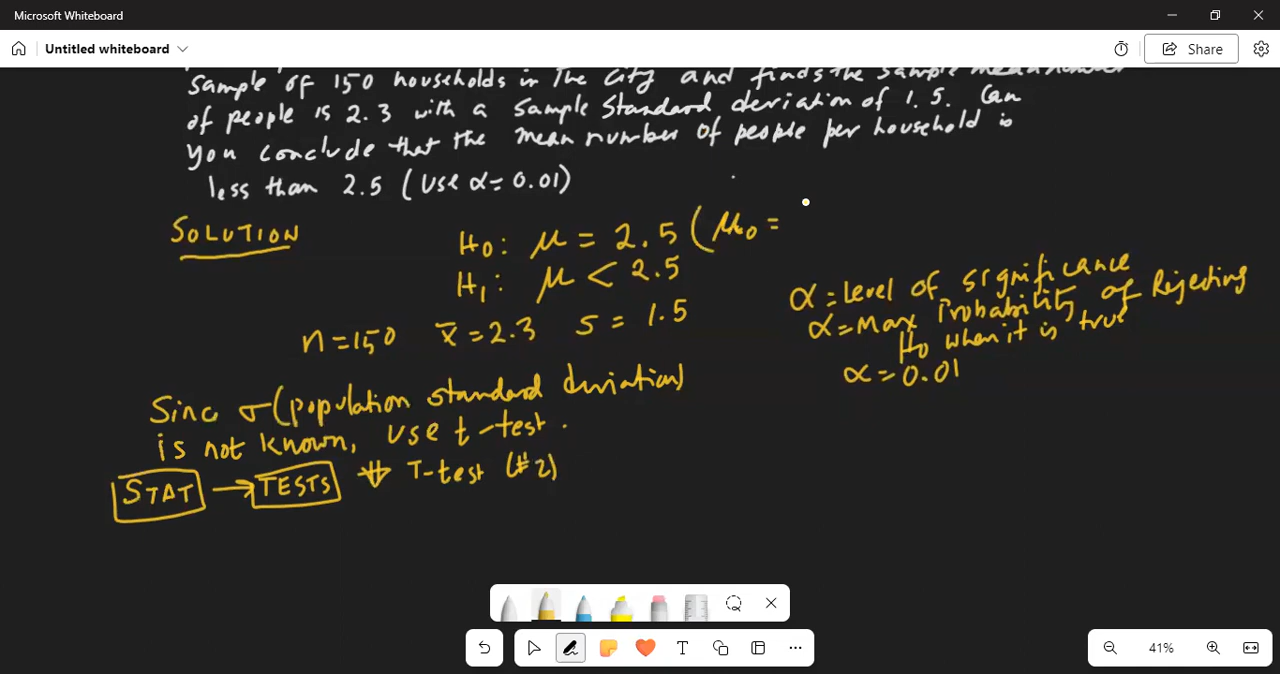 Microsoft Whiteboard
Untitled whiteboard
Share
Sample of 150 households in The City and finds the sample mean number
of people is 2.3 with a sample standard deviation of 1.5. Can
you conclude that the mean number of people per household is
less than 2.5 (Use α = 0.01)
SOLUTION
H₀: μ = 2.5 (μ₀ =
H₁: μ < 2.5
n = 150 x̄ = 2.3 s = 1.5
α = Level of significance
α = Max Probability of Rejecting
H₀ when it is true
α = 0.01
Sinc σ (population standard deviation)
is not known, use t-test.
STAT → TESTS ↓ T-test (#2)
41%